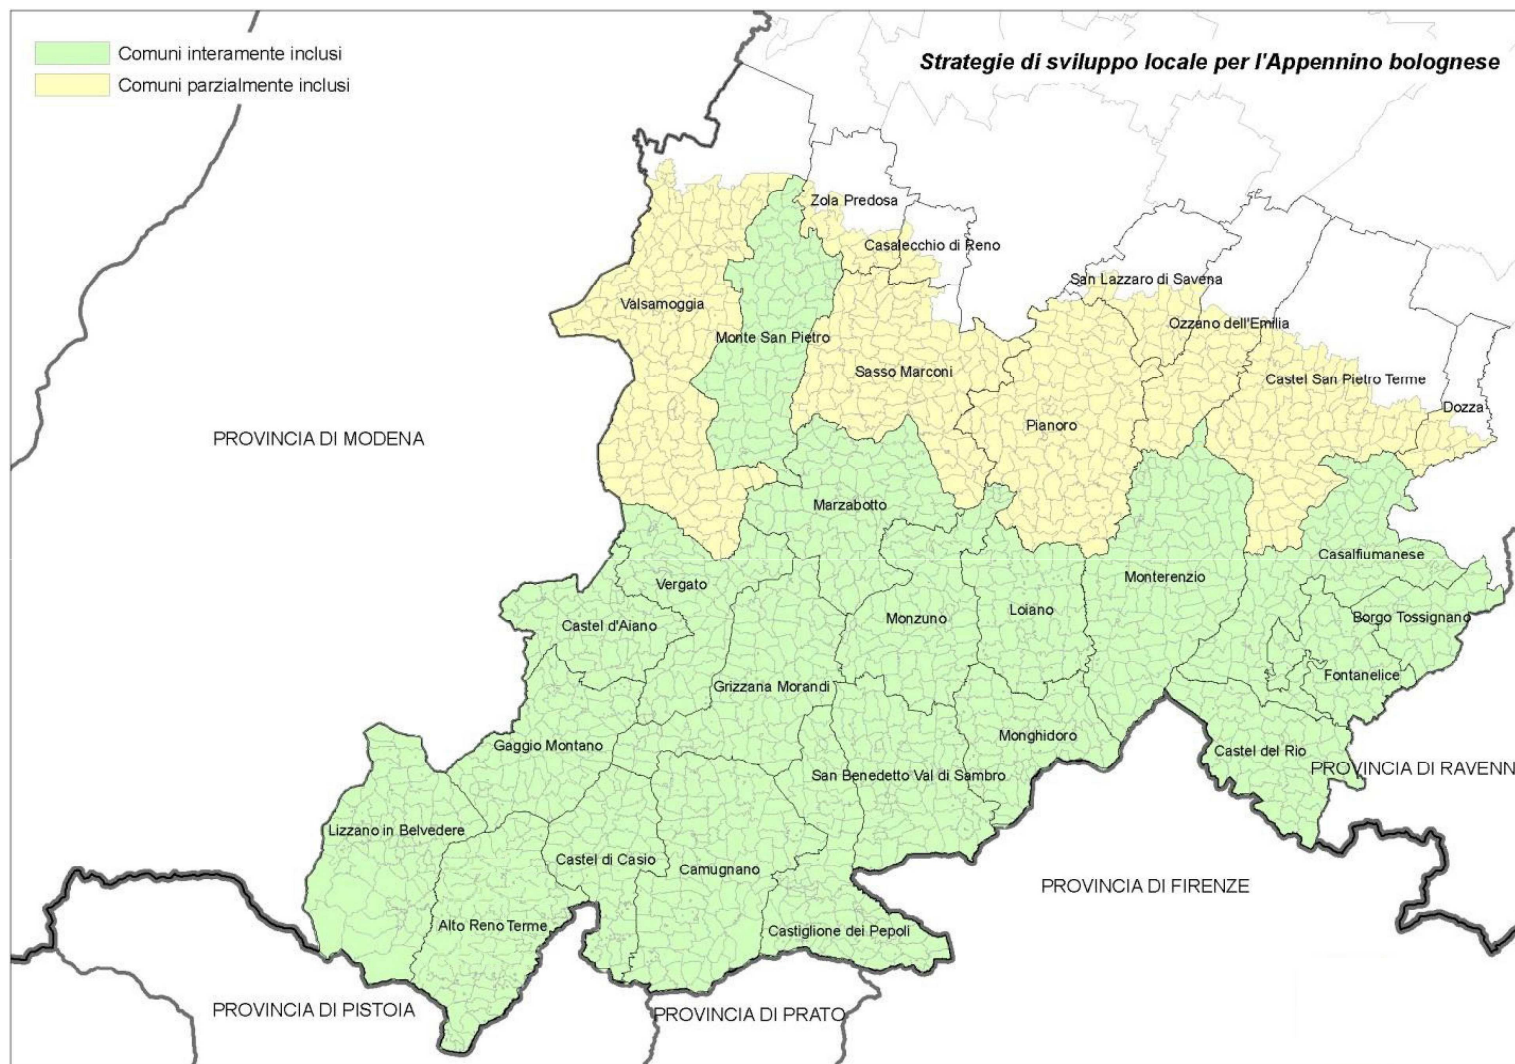 Comuni interamente inclusi
Comuni parzialmente inclusi
Strategie di sviluppo locale per l'Appennino bolognese
Zola Predosa
Casalecchio di Reno
San Lazzaro di Savena
Valsamoggia
Ozzano dell'Emilia
Monte San Pietro
Sasso Marconi
Castel San Pietro Terme
Dozza
Pianoro
PROVINCIA DI MODENA
Marzabotto
Casalfiumanese
Vergato
Monterenzio
Loiano
Monzuno
Borgo Tossignano
Castel d'Aiano
Fontanelice
Grizzana Morandi
Monghidoro
Gaggio Montano
Castel del Rio
San Benedetto Val di Sambro
PROVINCIA DI RAVENN
Lizzano in Belvedere
Castel di Casio
Camugnano
PROVINCIA DI FIRENZE
Alto Reno Terme
Castiglione dei Pepoli
PROVINCIA DI PISTOIA
PROVINCIA DI PRATO